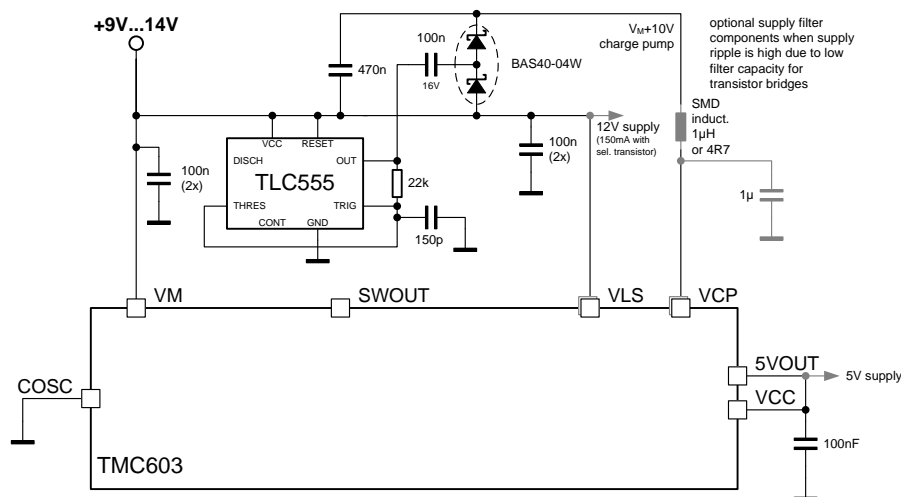 +9V...14V
100n
16V
470n
BAS40-04W
V_M+10V
charge pump
optional supply filter
components when supply
ripple is high due to low
filter capacity for
transistor bridges
SMD
induct.
1µH
or 4R7
1µ
12V supply
(150mA with
sel. transistor)
100n
(2x)
100n
(2x)
VCC
RESET
DISCH
OUT
TLC555
THRES
TRIG
CONT
GND
22k
150p
VM
SWOUT
VLS
VCP
COSC
5VOUT
5V supply
VCC
100nF
TMC603